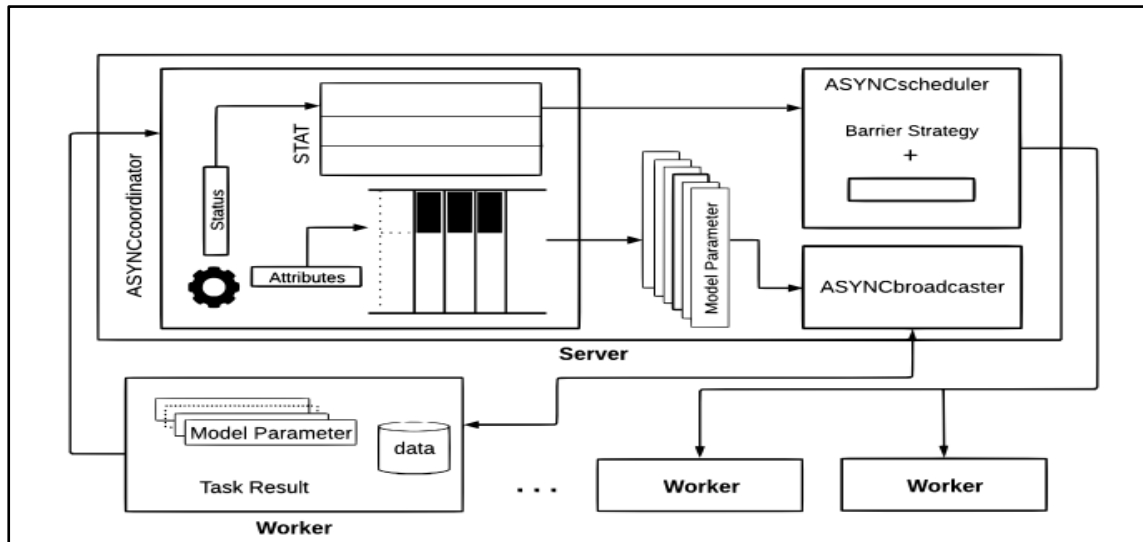 ASYNCcoordinator
STAT
Status
Attributes
Model Parameter
ASYNCscheduler
Barrier Strategy
+
ASYNCbroadcaster
Server
Model Parameter
data
Task Result
Worker
. . .
Worker
Worker